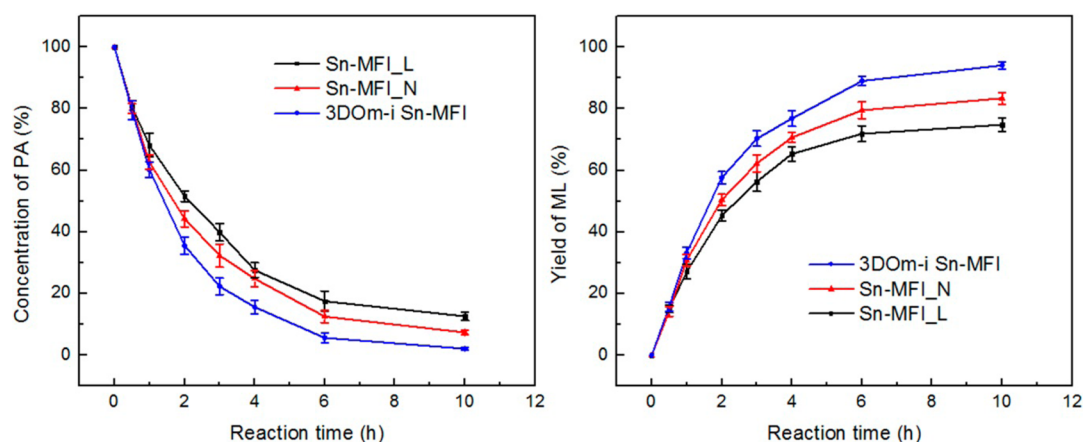 Concentration of PA (%)
100
80
60
40
20
0
Sn-MFI_L
Sn-MFI_N
3DOm-i Sn-MFI
0 2 4 6 8 10 12
Reaction time (h)
Yield of ML (%)
100
80
60
40
20
0
3DOm-i Sn-MFI
Sn-MFI_N
Sn-MFI_L
0 2 4 6 8 10 12
Reaction time (h)